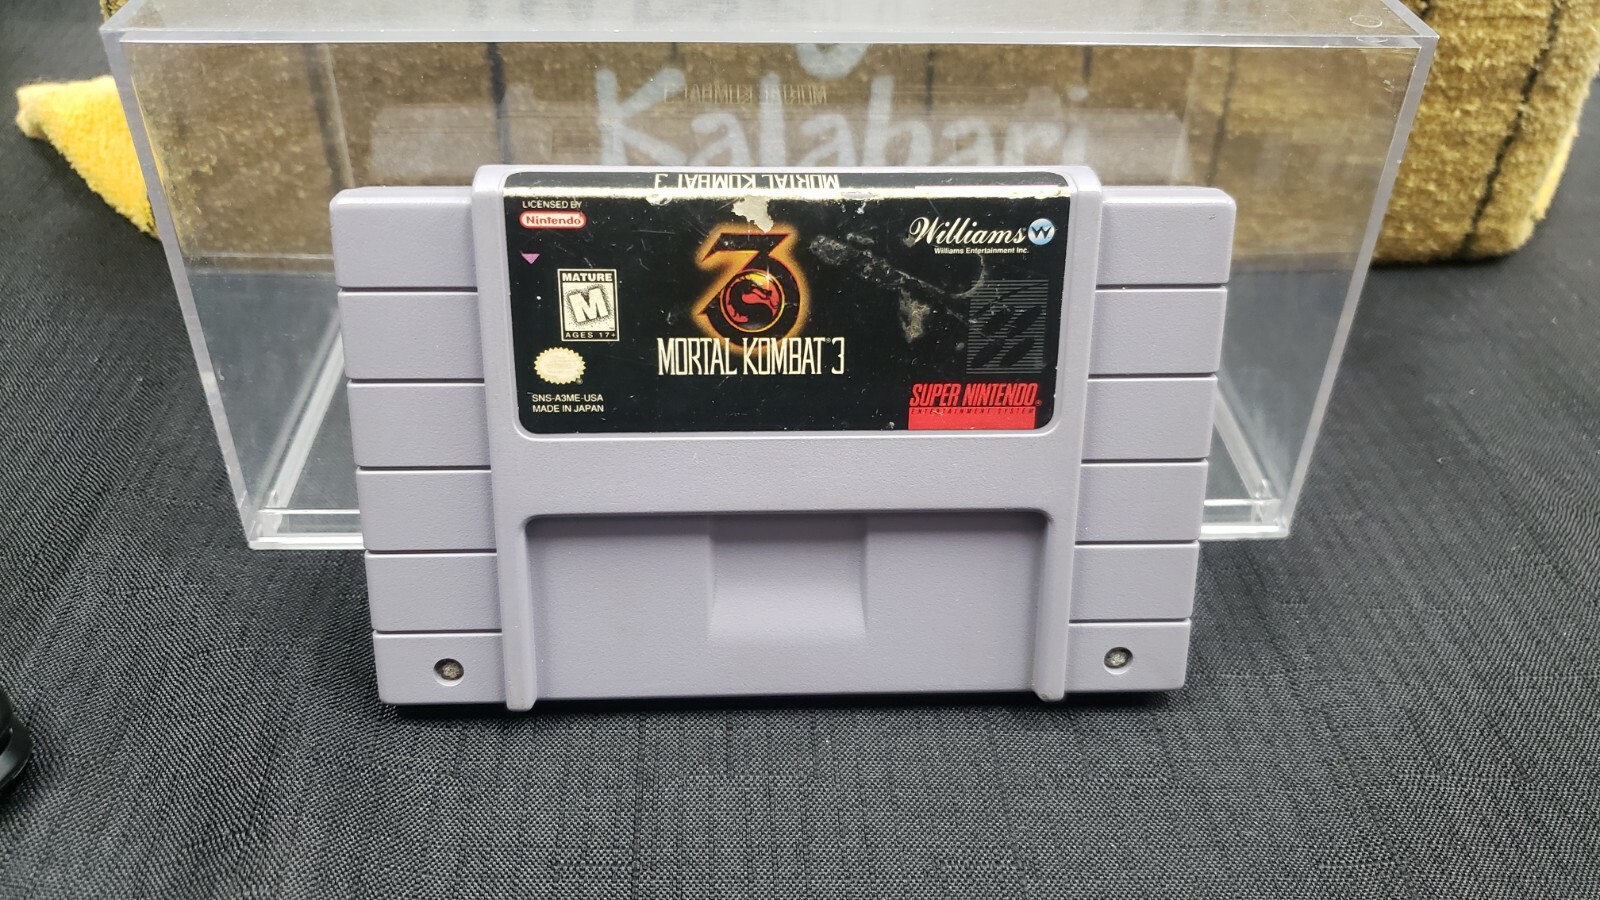 Kalahari
MORTAL KOMBAT 3
LICENSED BY
Nintendo
Williams W
Williams Entertainment Inc.
MATURE
M
AGES 17+
3
MORTAL KOMBAT® 3
SNS-A3ME-USA
MADE IN JAPAN
SUPER NINTENDO®
ENTERTAINMENT SYSTEM